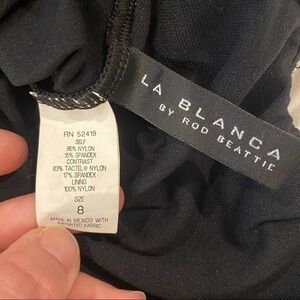 LA BLANCA
BY ROD BEATTIE
RN 52419
SELF
85% NYLON
15% SPANDEX
CONTRAST
83% TACTEL® NYLON
17% SPANDEX
LINING
100% NYLON
SIZE
8
MADE IN MEXICO WITH
IMPORTED FABRIC